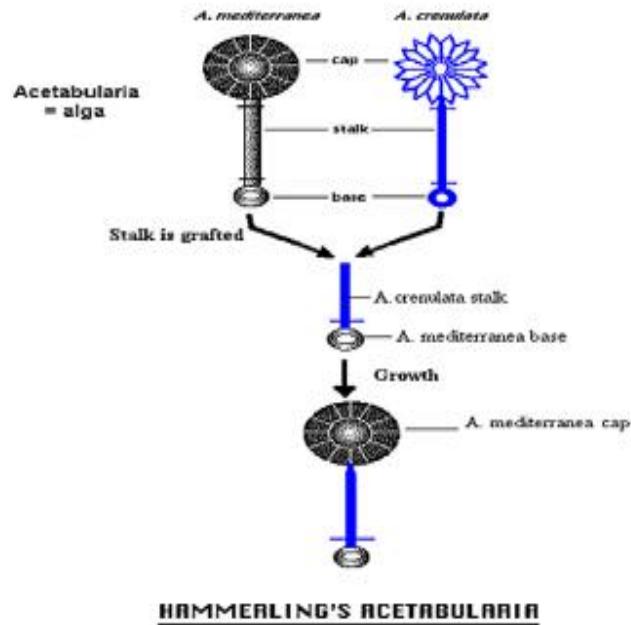 A. mediterranea A. crenulata
cap
Acetabularia
= alga
stalk
base
Stalk is grafted
A. crenulata stalk
A. mediterranea base
Growth
A. mediterranea cap
HAMMERLING'S ACETABULARIA